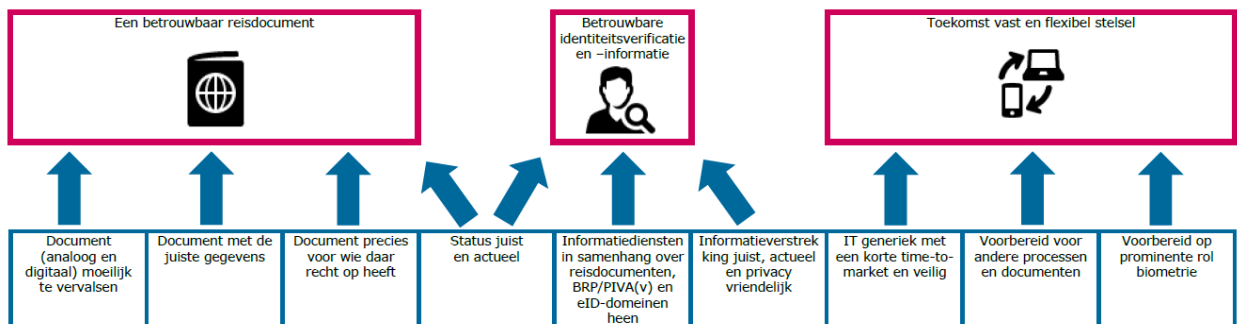 Een betrouwbaar reisdocument
Betrouwbare
identiteitsverificatie
en –informatie
Toekomst vast en flexibel stelsel
Document
(analoog en
digitaal) moeilijk
te vervalsen
Document met de
juiste gegevens
Document precies
voor wie daar
recht op heeft
Status juist
en actueel
Informatiediensten
in samenhang over
reisdocumenten,
BRP/PIVA(v) en
eID-domeinen
heen
Informatieverstrek
king juist, actueel
en privacy
vriendelijk
IT generiek met
een korte time-to-
market en veilig
Voorbereid voor
andere processen
en documenten
Voorbereid op
prominente rol
biometrie